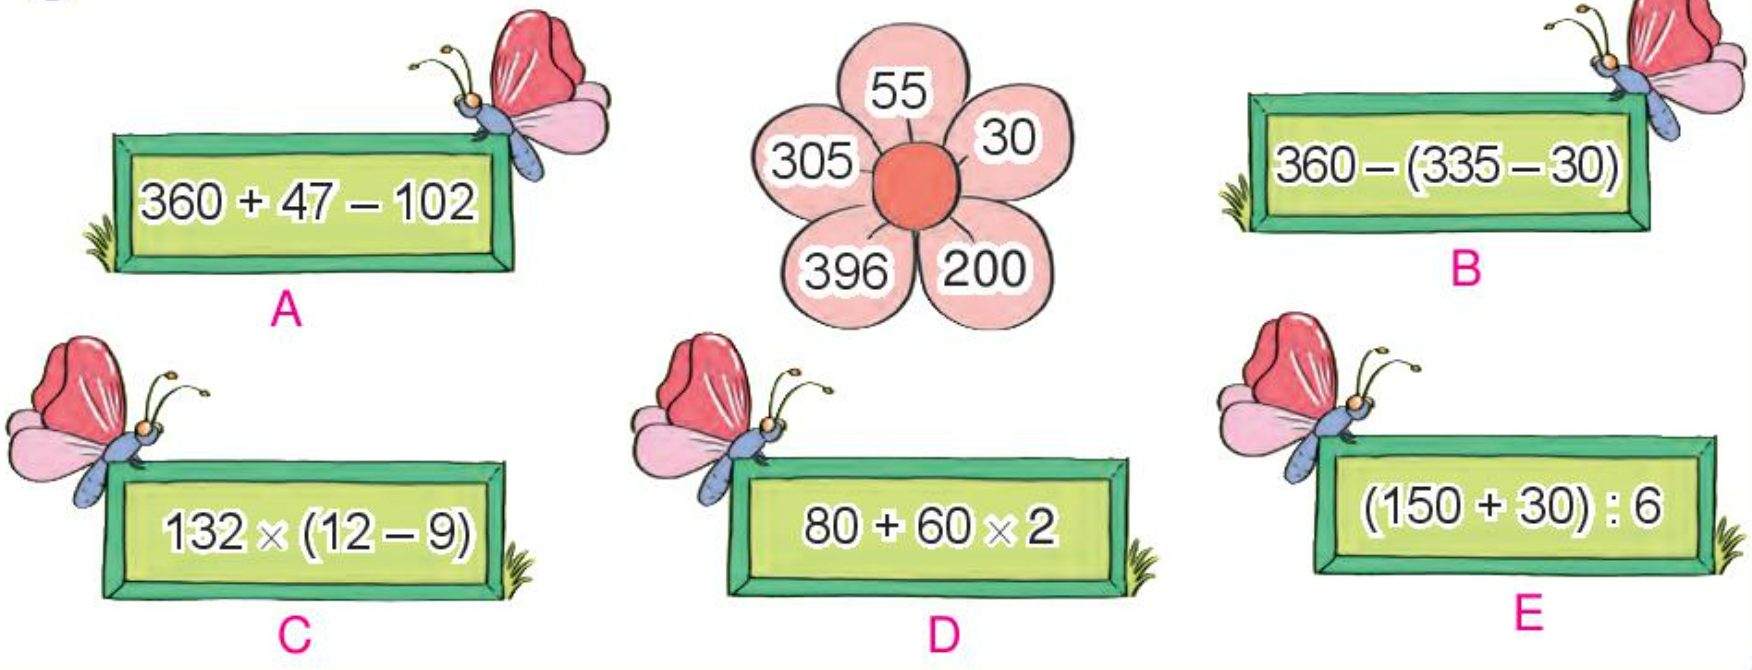 360 + 47 – 102
A
55
305
30
396
200
360 – (335 – 30)
B
132 × (12 – 9)
C
80 + 60 × 2
D
(150 + 30) : 6
E